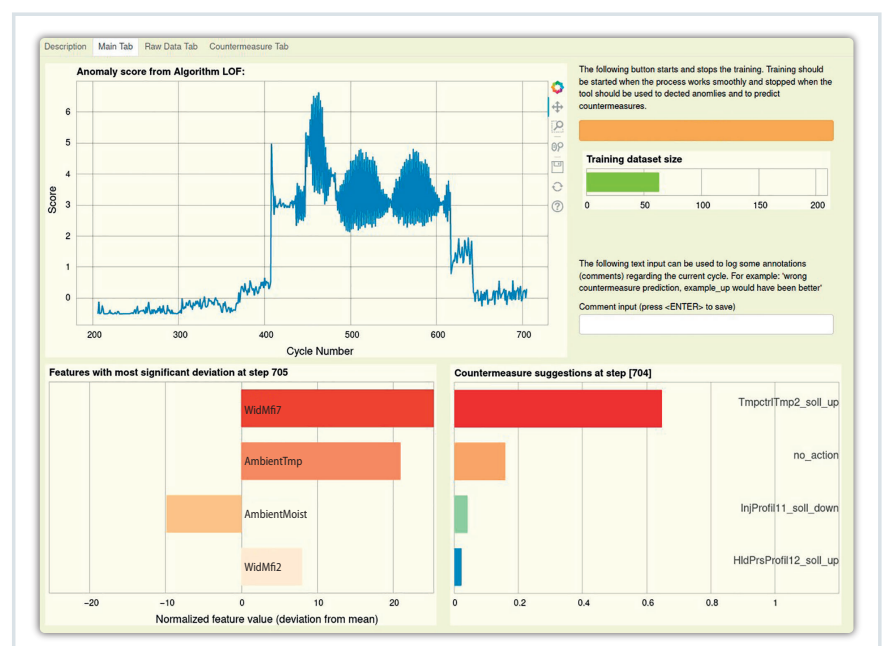 Description Main Tab Raw Data Tab Countermeasure Tab
Anomaly score from Algorithm LOF:
Score
6
5
4
3
2
1
0
200 300 400 500 600 700
Cycle Number
The following button starts and stops the training. Training should
be started when the process works smoothly and stopped when the
tool should be used to dected anomlies and to predict
countermeasures.
Training dataset size
0 50 100 150 200
The following text input can be used to log some annotations
(comments) regarding the current cycle. For example: 'wrong
countermeasure prediction, example_up would have been better'
Comment input (press <ENTER> to save)
Features with most significant deviation at step 705
WidMfi7
AmbientTmp
AmbientMoist
WidMfi2
−20 −10 0 10 20
Normalized feature value (deviation from mean)
Countermeasure suggestions at step [704]
TmpctrlTmp2_soll_up
no_action
InjProfil11_soll_down
HldPrsProfil12_soll_up
0 0.2 0.4 0.6 0.8 1